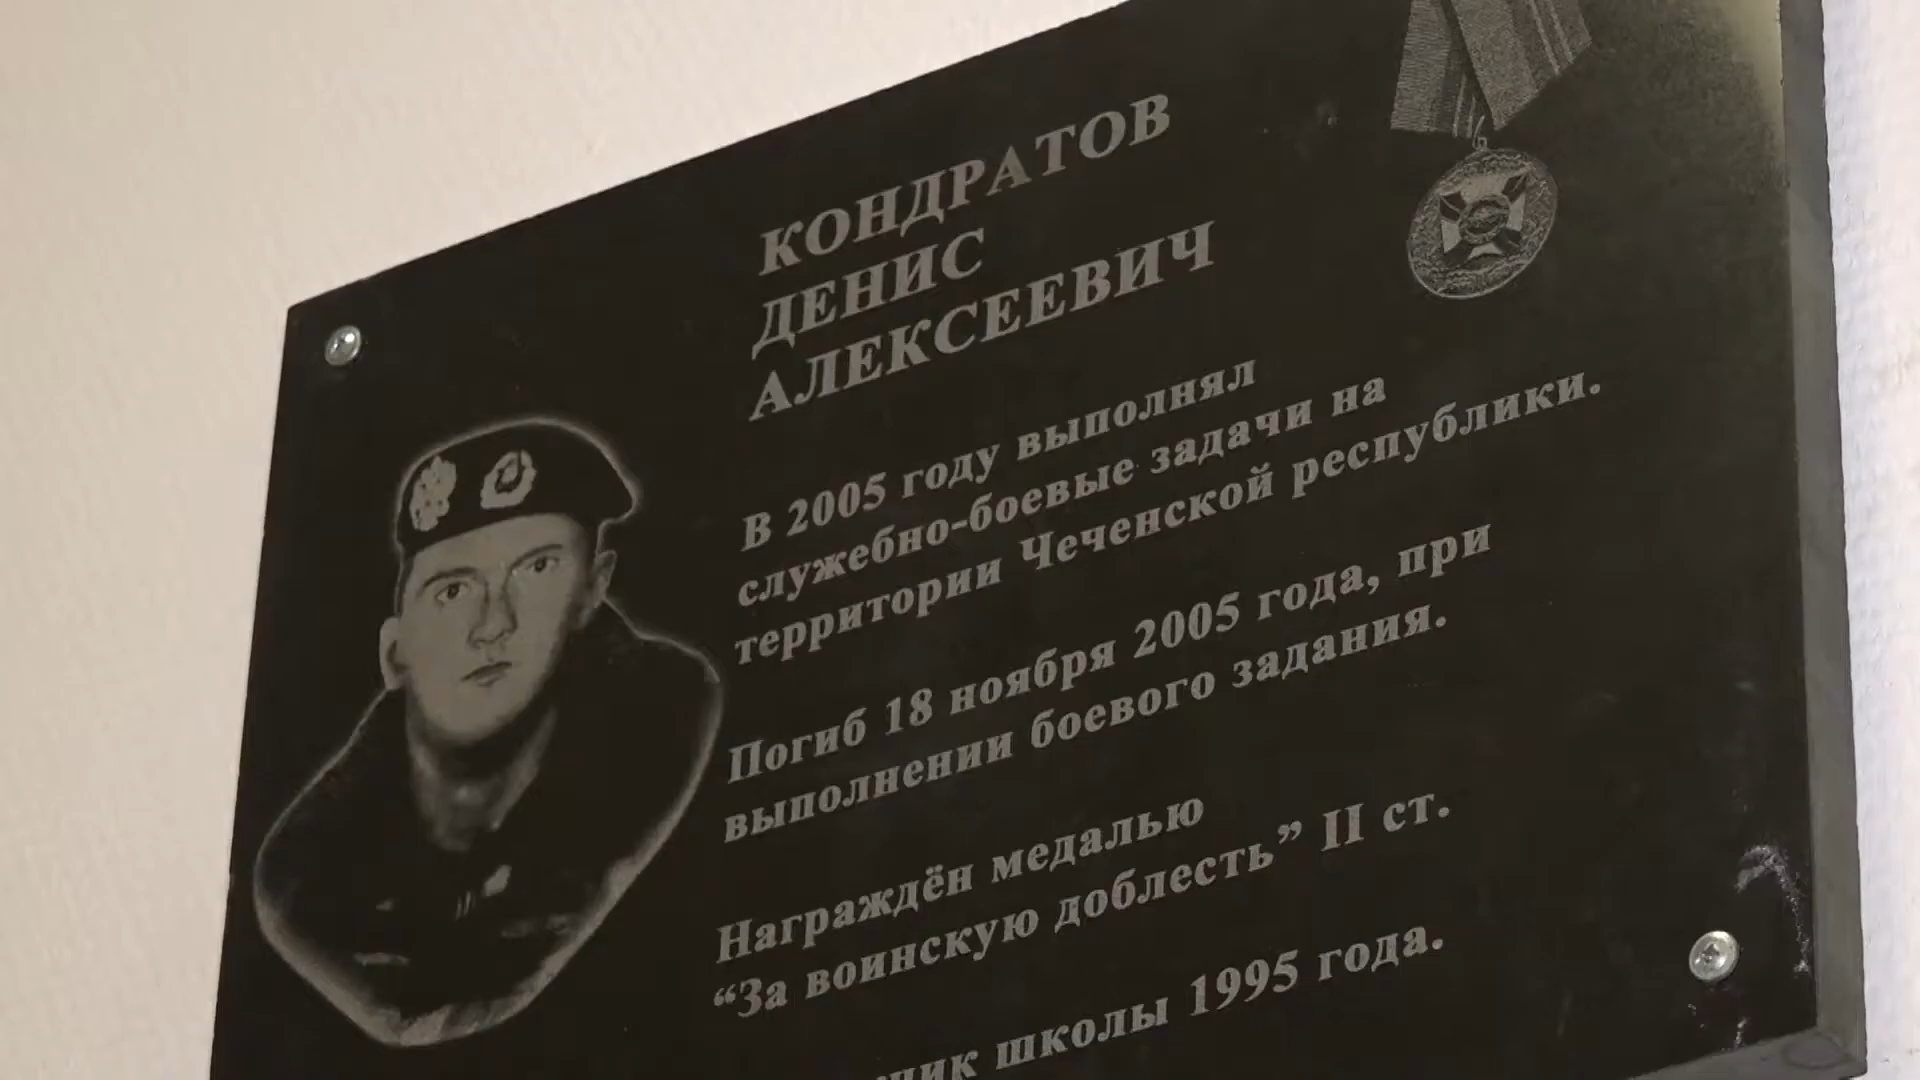 КОНДРАТОВ
ДЕНИС
АЛЕКСЕЕВИЧ
В 2005 году выполнял
служебно-боевые задачи на
территории Чеченской республики.
Погиб 18 ноября 2005 года, при
выполнении боевого задания.
Награждён медалью
“За воинскую доблесть” II ст.
школы 1995 года.